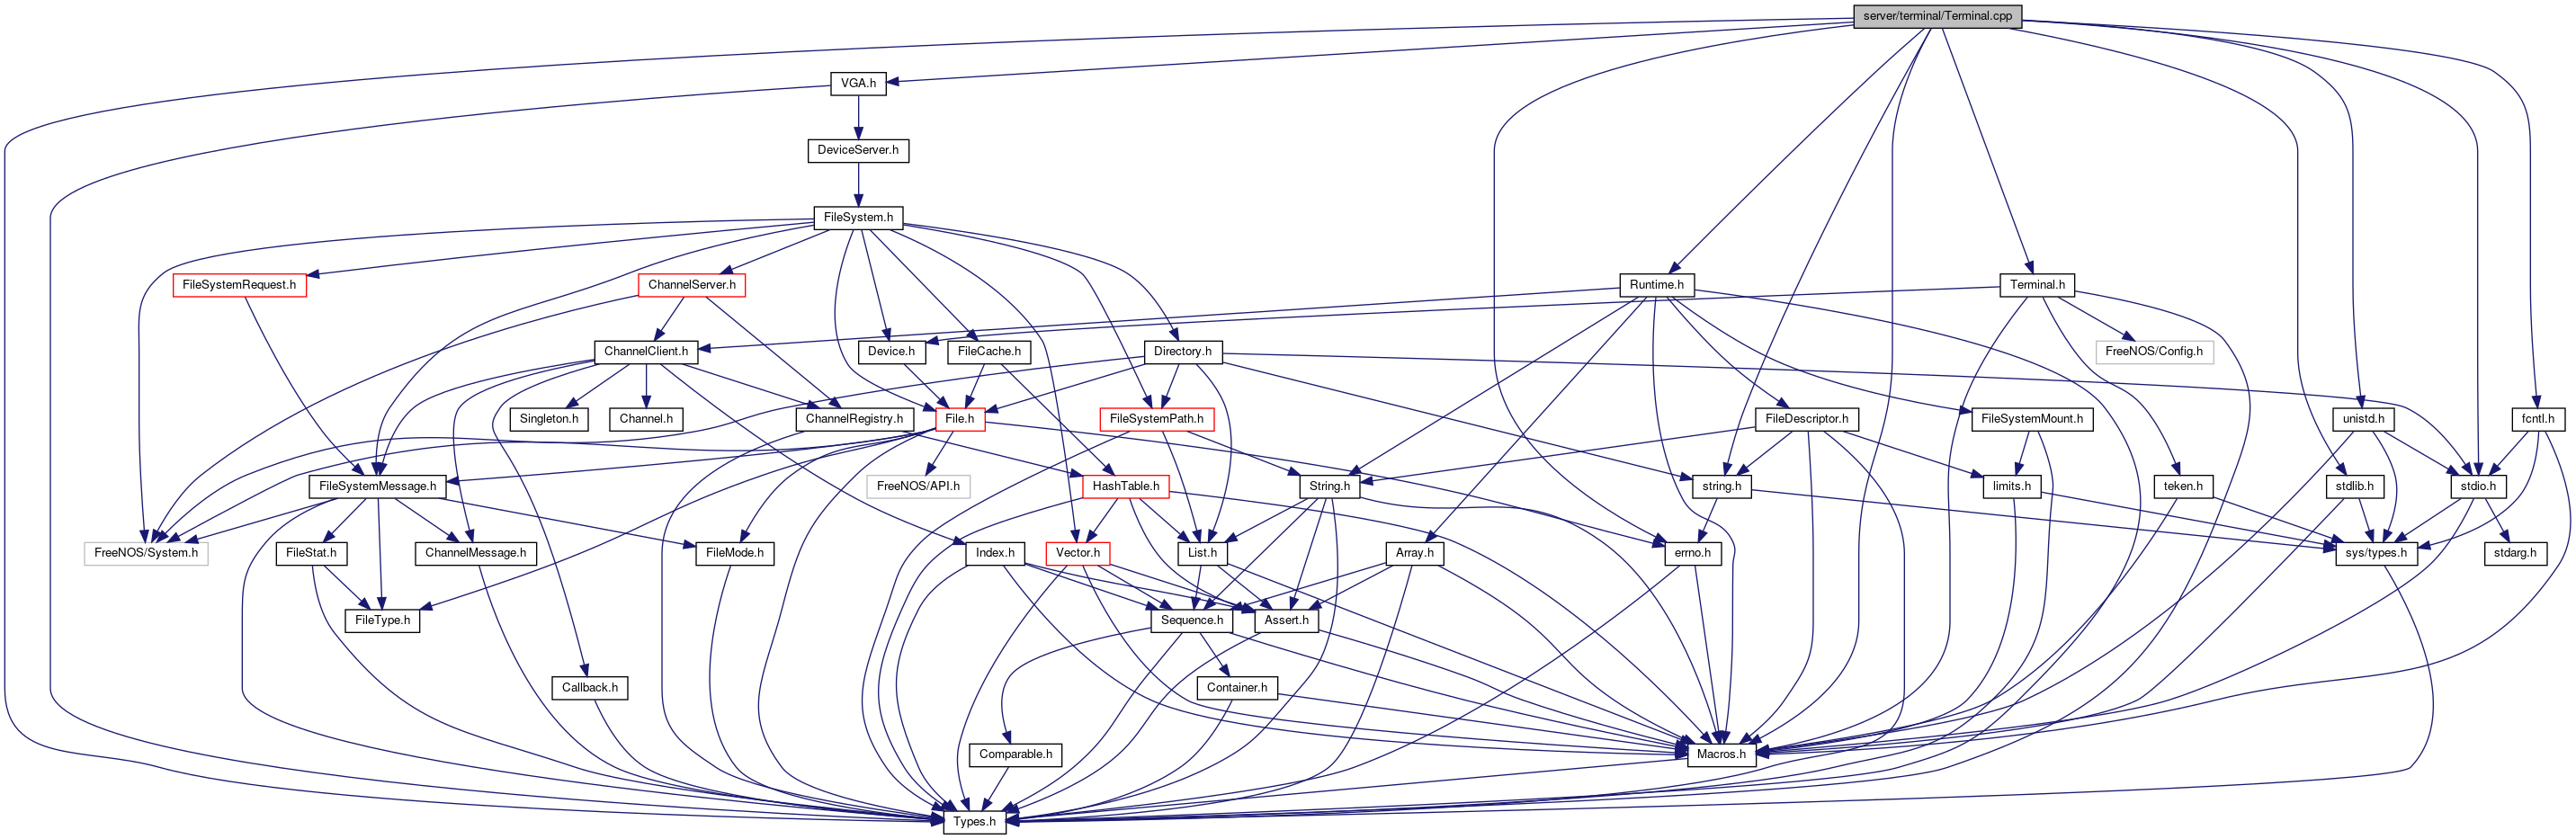 server/terminal/Terminal.cpp
VGA.h
DeviceServer.h
FileSystem.h
FileSystemRequest.h
ChannelServer.h
Runtime.h
Terminal.h
ChannelClient.h
Device.h
FileCache.h
Directory.h
FreeNOS/Config.h
Singleton.h
Channel.h
ChannelRegistry.h
File.h
FileSystemPath.h
FileDescriptor.h
FileSystemMount.h
unistd.h
fcntl.h
FileSystemMessage.h
FreeNOS/API.h
HashTable.h
String.h
string.h
limits.h
teken.h
stdlib.h
stdio.h
FreeNOS/System.h
FileStat.h
ChannelMessage.h
FileMode.h
Index.h
Vector.h
List.h
Array.h
errno.h
sys/types.h
stdarg.h
FileType.h
Sequence.h
Assert.h
Callback.h
Container.h
Comparable.h
Macros.h
Types.h